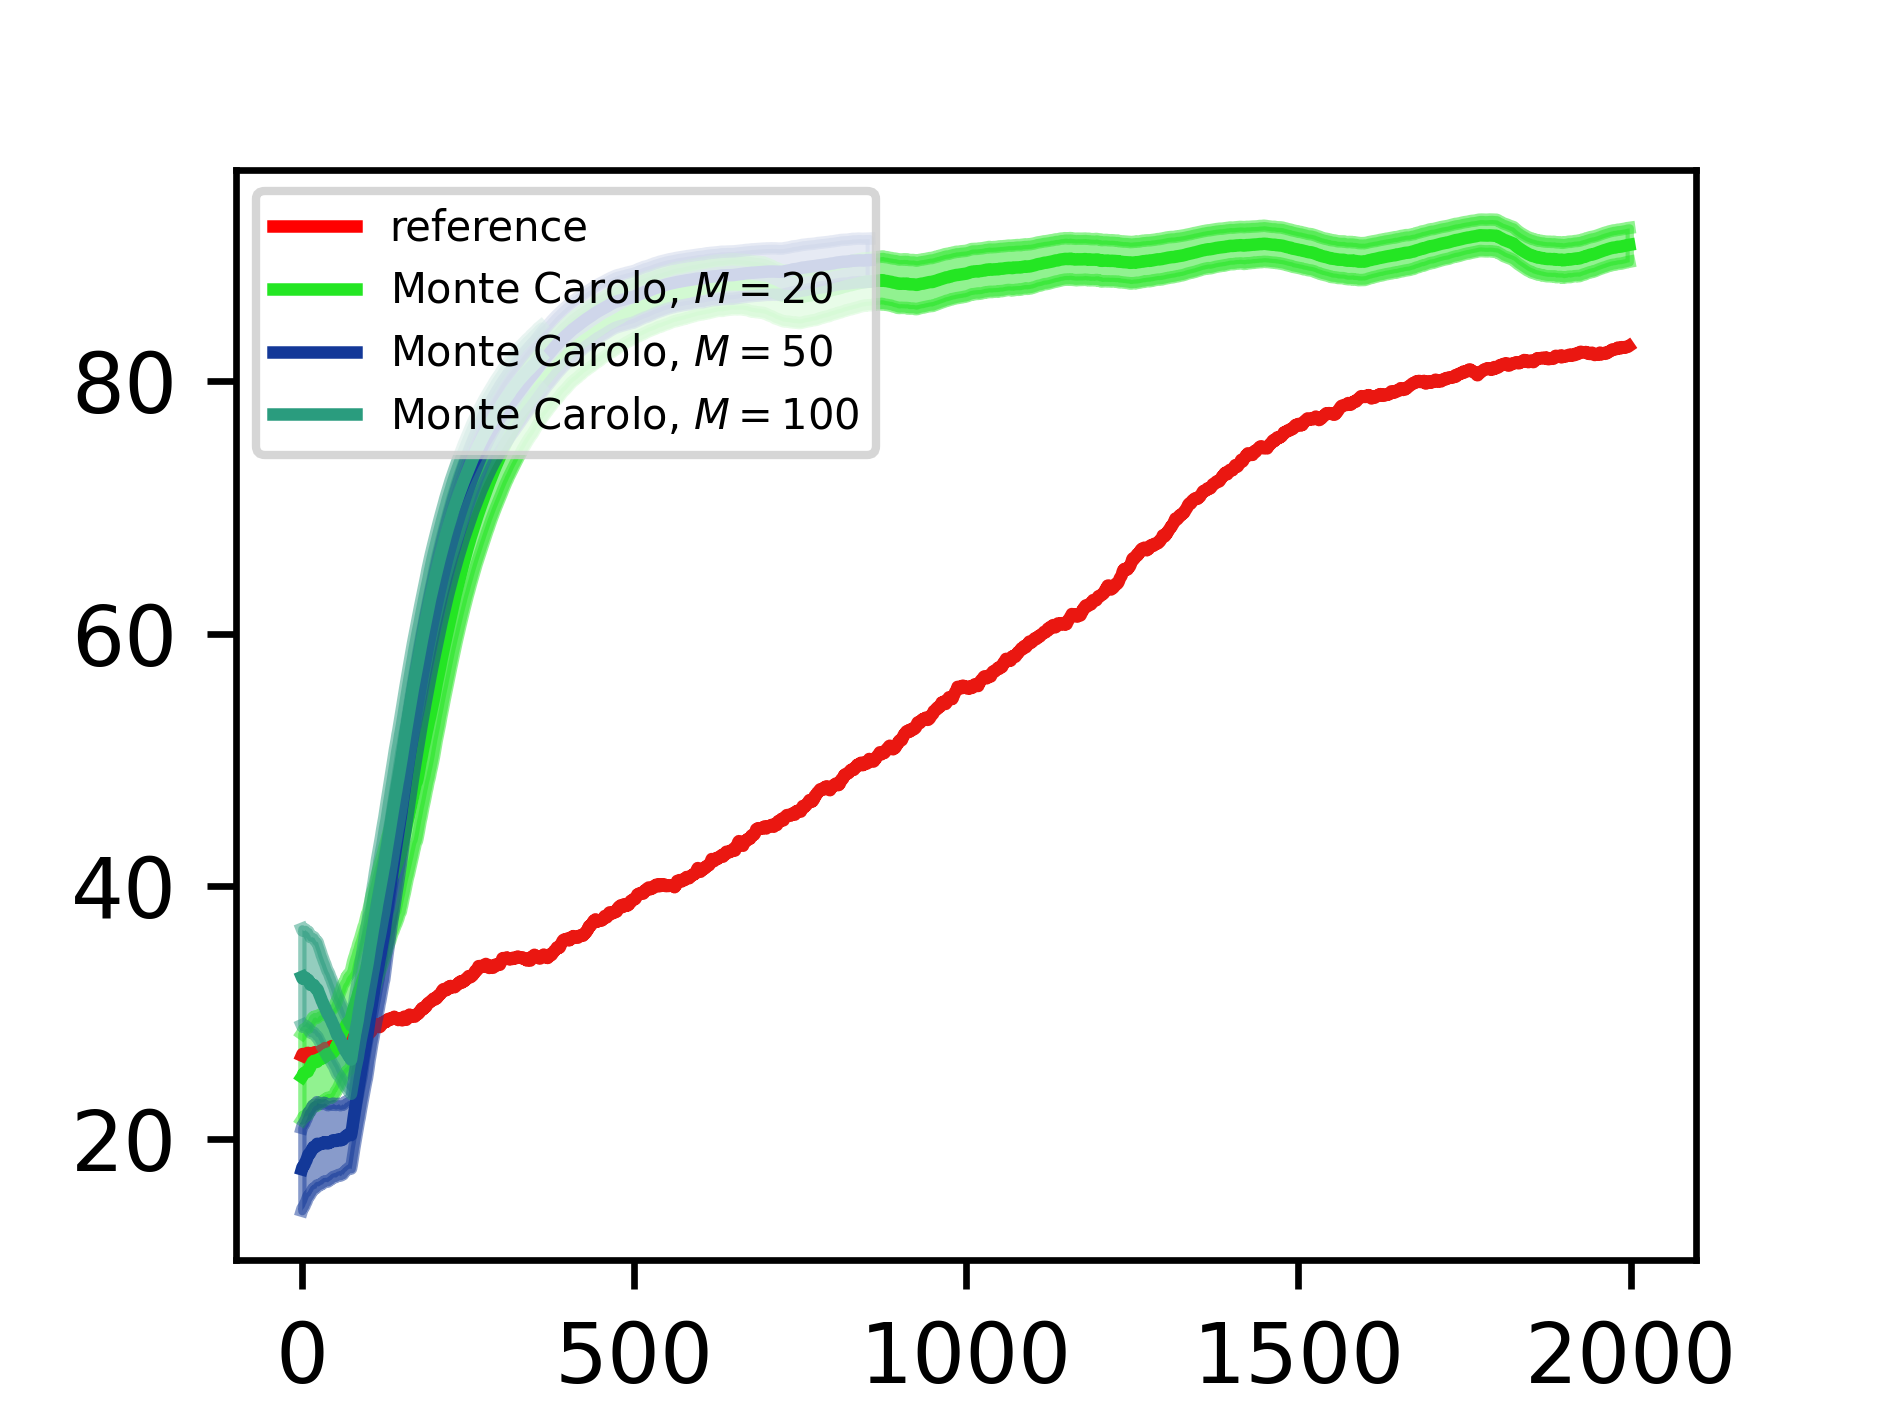 reference
Monte Carolo, M = 20
Monte Carolo, M = 50
Monte Carolo, M = 100
80
60
40
20
0 500 1000 1500 2000